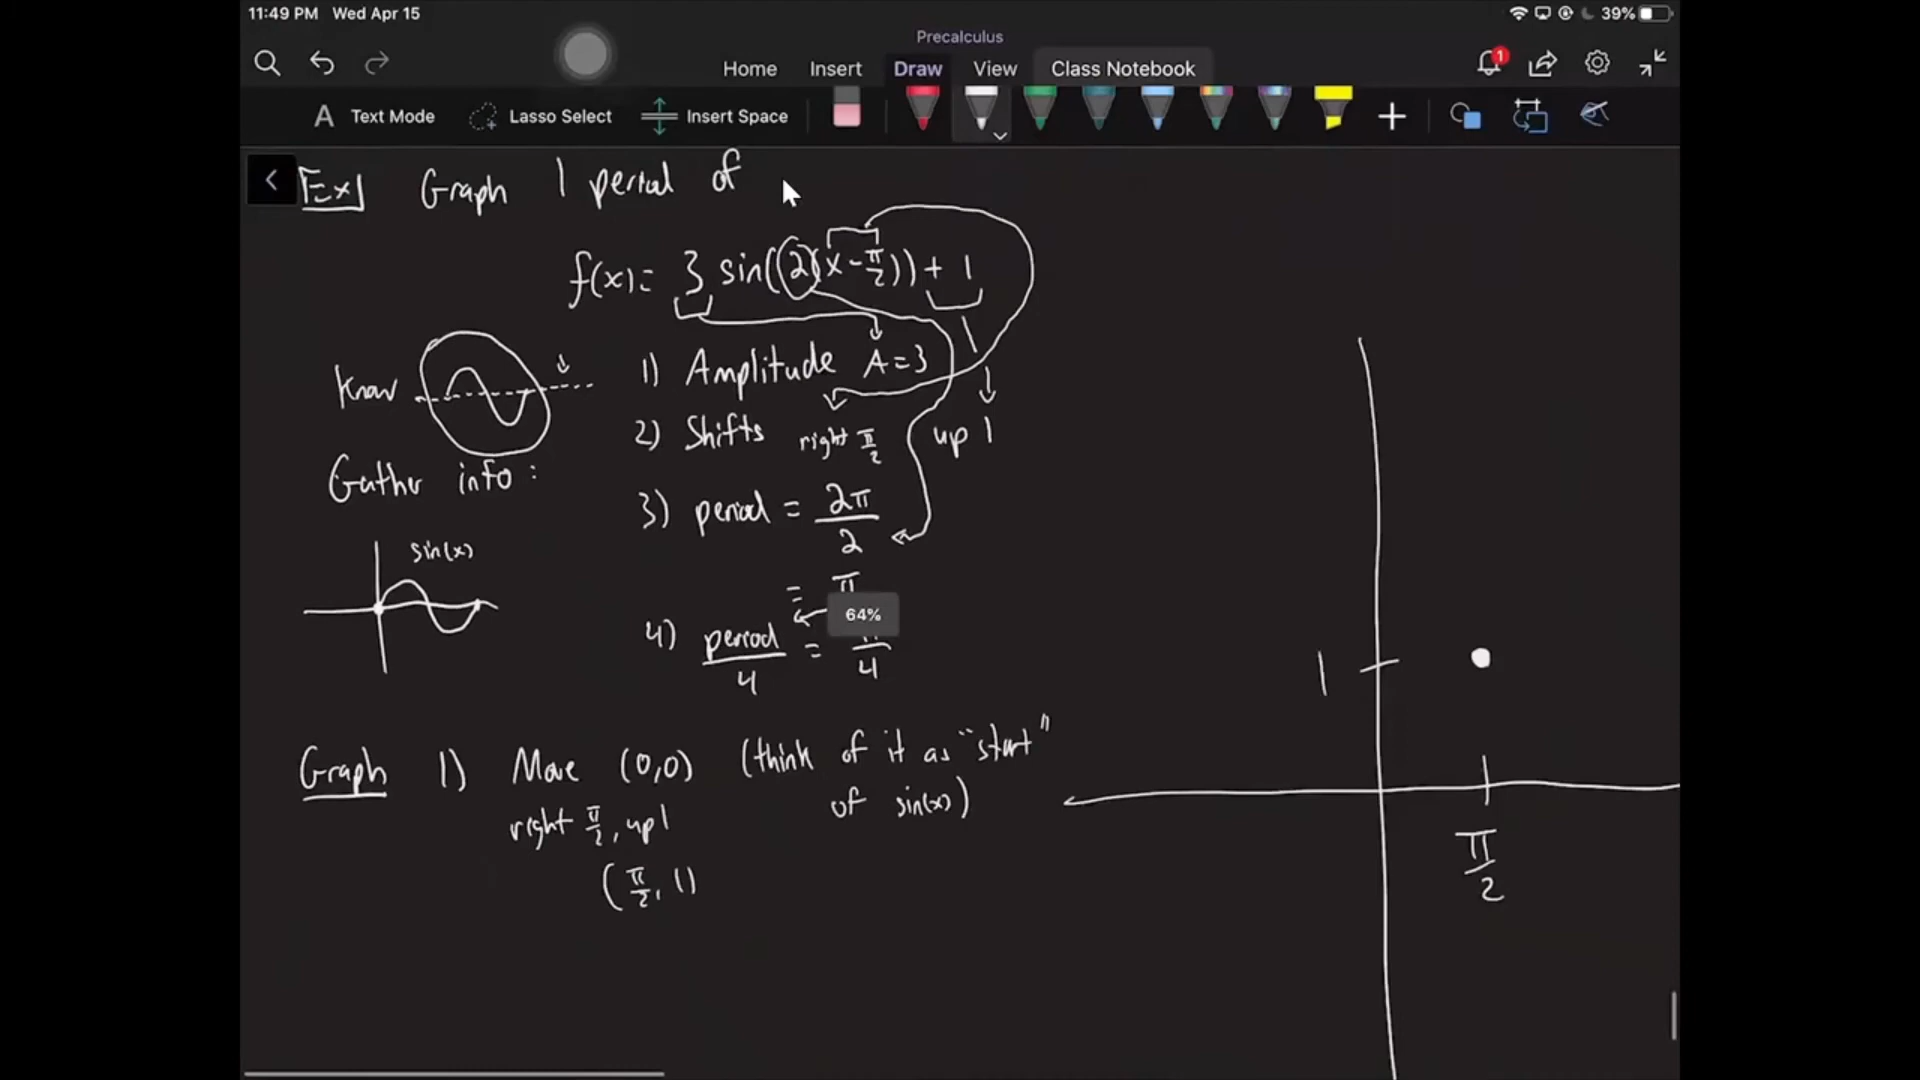 11:49 PM Wed Apr 15
39%
Precalculus
Home Insert Draw View Class Notebook
1
Text Mode Lasso Select Insert Space
Ex Graph 1 period of
f(x) = 3 sin((2)(x - π/2)) + 1
Know
1) Amplitude A = 3
2) Shifts right π/2 up 1
Gather info:
3) period = 2π/2
sin(x)
= π
64%
4) period/4 = π/4
1
Graph 1) Move (0,0) (think of it as "start"
of sin(x))
right π/2, up 1
(π/2, 1)
π/2